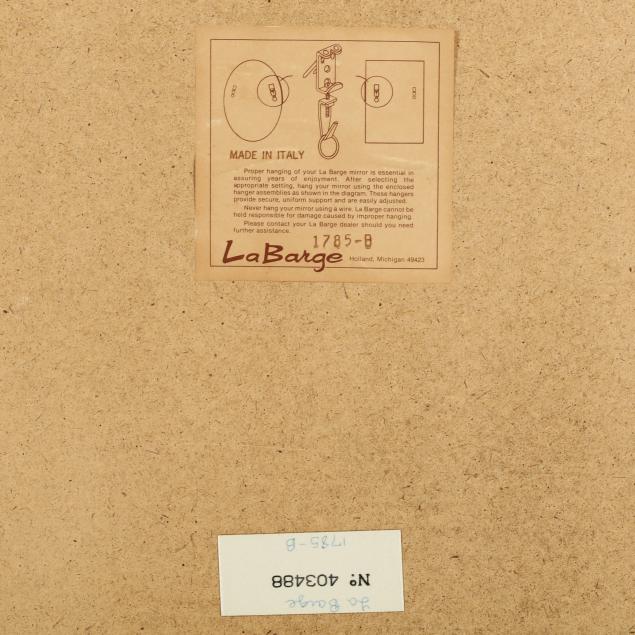 MADE IN ITALY
Proper hanging of your La Barge mirror is essential in
assuring years of enjoyment. After selecting the
appropriate setting, hang your mirror using the enclosed
hanger assemblies as shown in the diagram. These hangers
provide secure, uniform support and are easily adjusted.
Never hang your mirror using a wire. La Barge cannot be
held responsible for damage caused by improper hanging.
Please contact your La Barge dealer should you need
further assistance.
1785-B
La Barge Holland, Michigan 49423
La Barge
No. 403488
1785-B